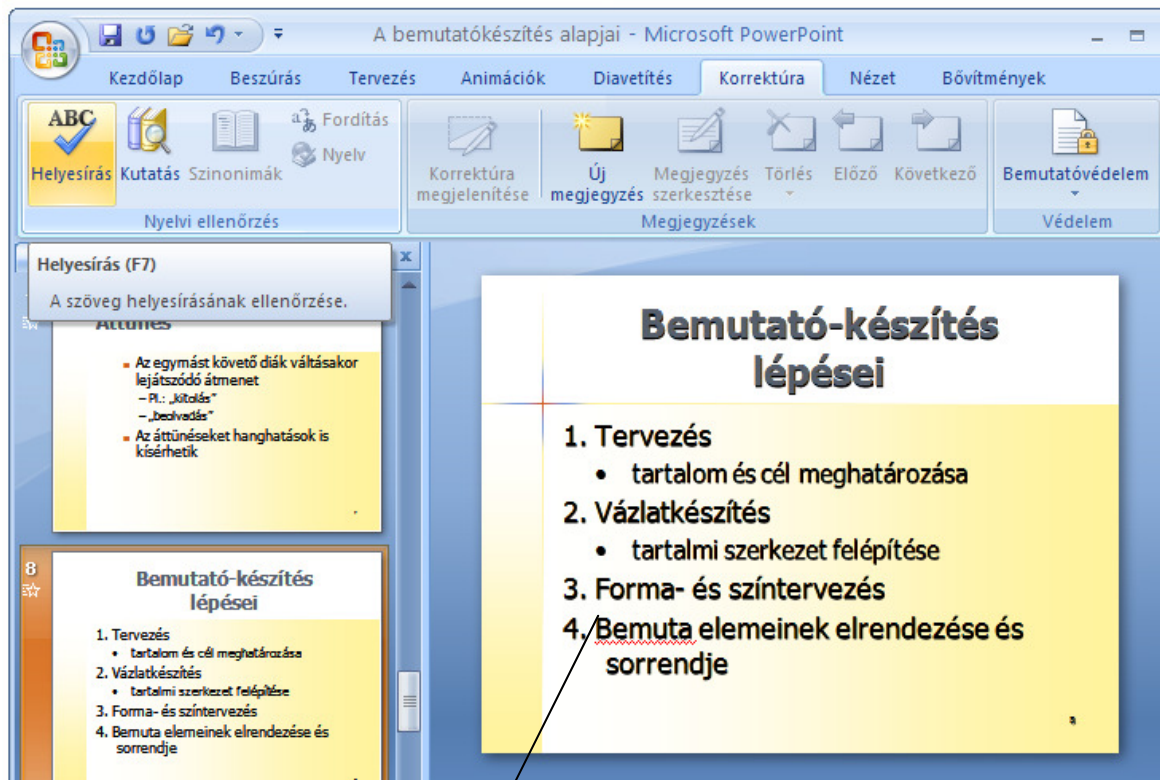 A bemutatókészítés alapjai - Microsoft PowerPoint
Kezdőlap Beszúrás Tervezés Animációk Diavetítés Korrektúra Nézet Bővítmények
ABC
Helyesírás Kutatás Szinonimák
Fordítás
Nyelv
Korrektúra megjelenítése
Új megjegyzés
Megjegyzés szerkesztése
Törlés Előző Következő
Bemutatóvédelem
Nyelvi ellenőrzés Megjegyzések Védelem
Helyesírás (F7)
A szöveg helyesírásának ellenőrzése.
Áttűnés
Az egymást követő diák váltásakor
lejátszódó átmenet
– Pl.: „kitolás”
– „beolvadás”
Az áttűnéseket hanghatások is
kísérhetik
8
Bemutató-készítés
lépései
1. Tervezés
• tartalom és cél meghatározása
2. Vázlatkészítés
• tartalmi szerkezet felépítése
3. Forma- és színtervezés
4. Bemuta elemeinek elrendezése és
sorrendje
Bemutató-készítés
lépései
1. Tervezés
• tartalom és cél meghatározása
2. Vázlatkészítés
• tartalmi szerkezet felépítése
3. Forma- és színtervezés
4. Bemuta elemeinek elrendezése és
sorrendje